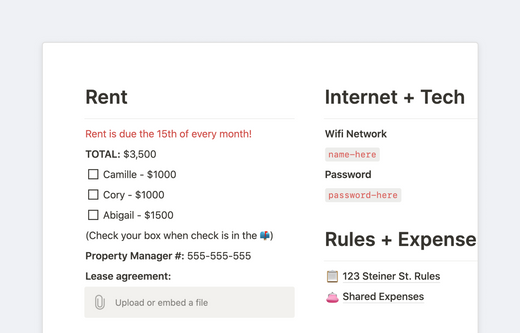 Rent
Rent is due the 15th of every month!
TOTAL: $3,500
Camille - $1000
Cory - $1000
Abigail - $1500
(Check your box when check is in the 📬)
Property Manager #: 555-555-555
Lease agreement:
Upload or embed a file
Internet + Tech
Wifi Network
name-here
Password
password-here
Rules + Expense
123 Steiner St. Rules
Shared Expenses